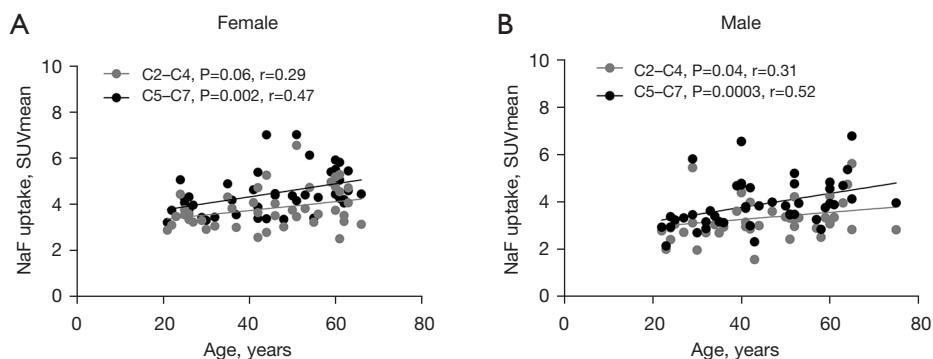 A
Female
C2–C4, P=0.06, r=0.29
C5–C7, P=0.002, r=0.47
NaF uptake, SUVmean
10
8
6
4
2
0
0
20
40
60
80
Age, years
B
Male
C2–C4, P=0.04, r=0.31
C5–C7, P=0.0003, r=0.52
NaF uptake, SUVmean
10
8
6
4
2
0
0
20
40
60
80
Age, years